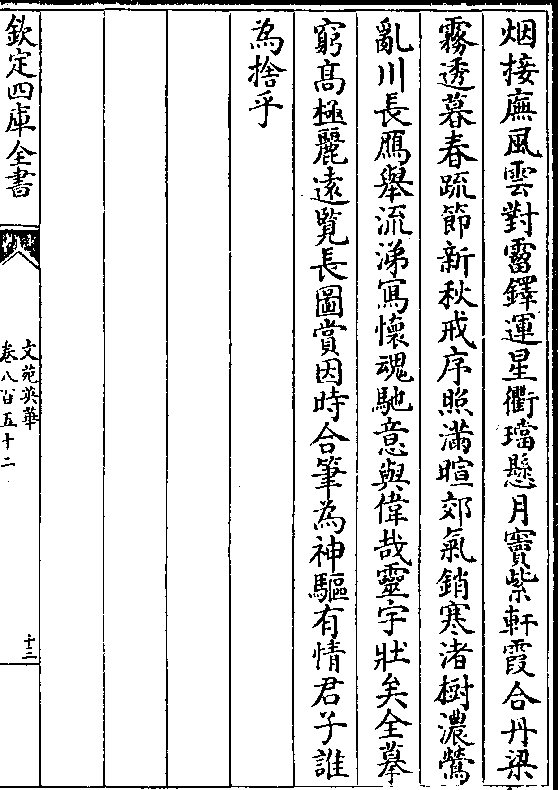 烟接廡風雲對霤鐸運星衢璫懸月竇紫軒霞合丹梁
霧透暮春䟽節新秋戒序照滿暄郊氣銷寒渚樹濃鶯
亂川長鴈舉流涕寫懷魂馳意與偉哉靈宇壯矣全摹
窮髙極麗遠覧長圖賞因時合筆為神驅有情君子誰
為捨乎
欽定四庫全書
文苑英華
卷八百五十二
十三